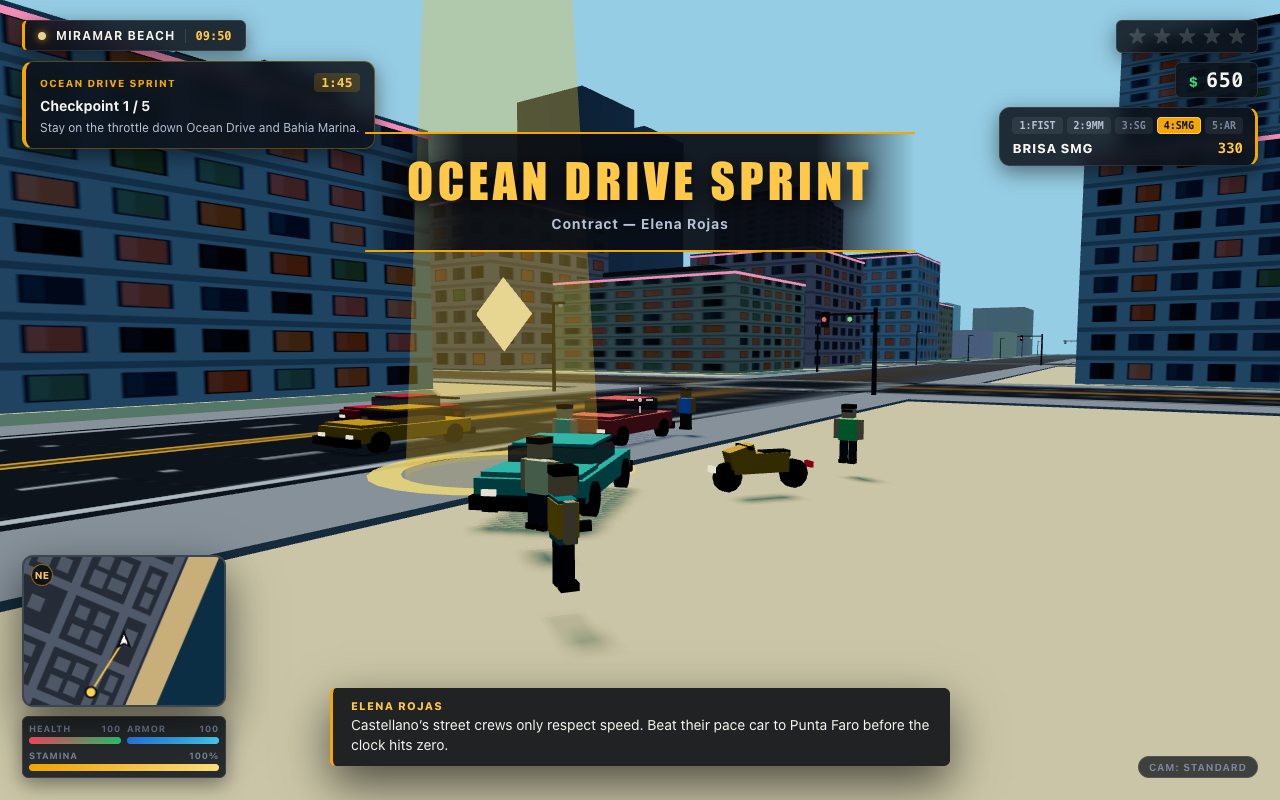 MIRAMAR BEACH 09:50
OCEAN DRIVE SPRINT 1:45
Checkpoint 1 / 5
Stay on the throttle down Ocean Drive and Bahia Marina.
$ 650
1:FIST 2:9MM 3:SG 4:SMG 5:AR
BRISA SMG 330
OCEAN DRIVE SPRINT
Contract — Elena Rojas
NE
HEALTH 100 ARMOR 100
STAMINA 100%
ELENA ROJAS
Castellano's street crews only respect speed. Beat their pace car to Punta Faro before the
clock hits zero.
CAM: STANDARD